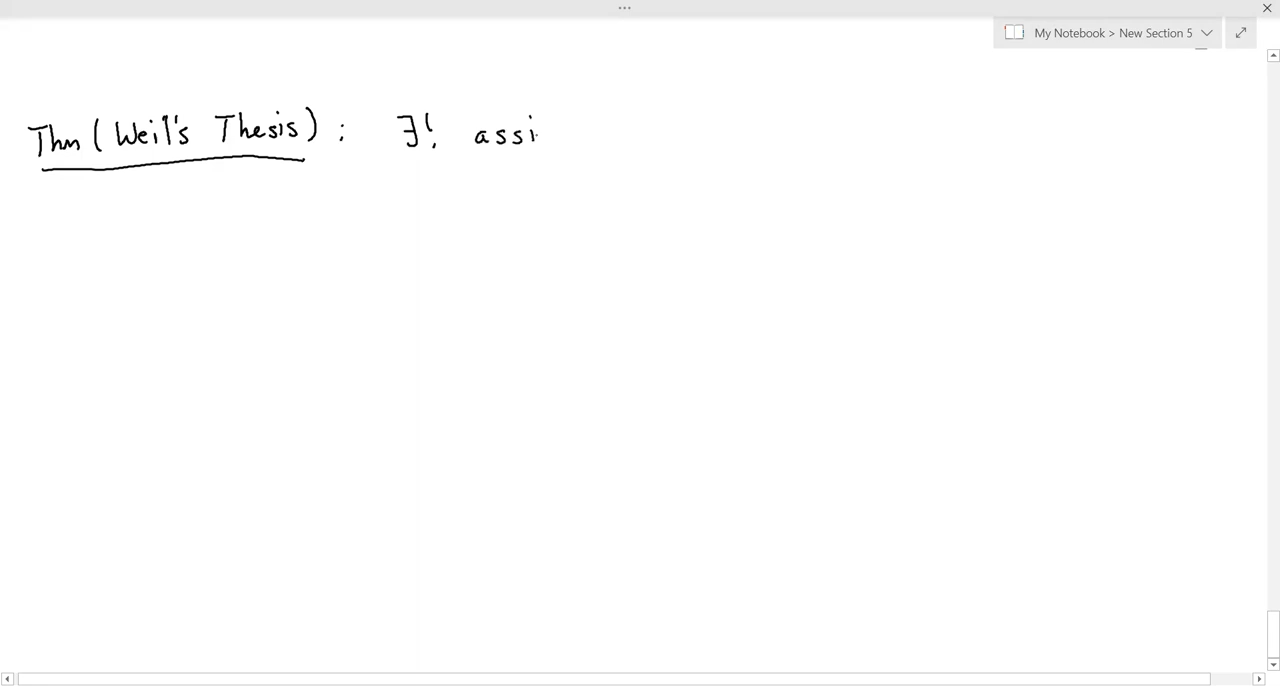 My Notebook > New Section 5
Thm (Weil's Thesis) : ∃! assi